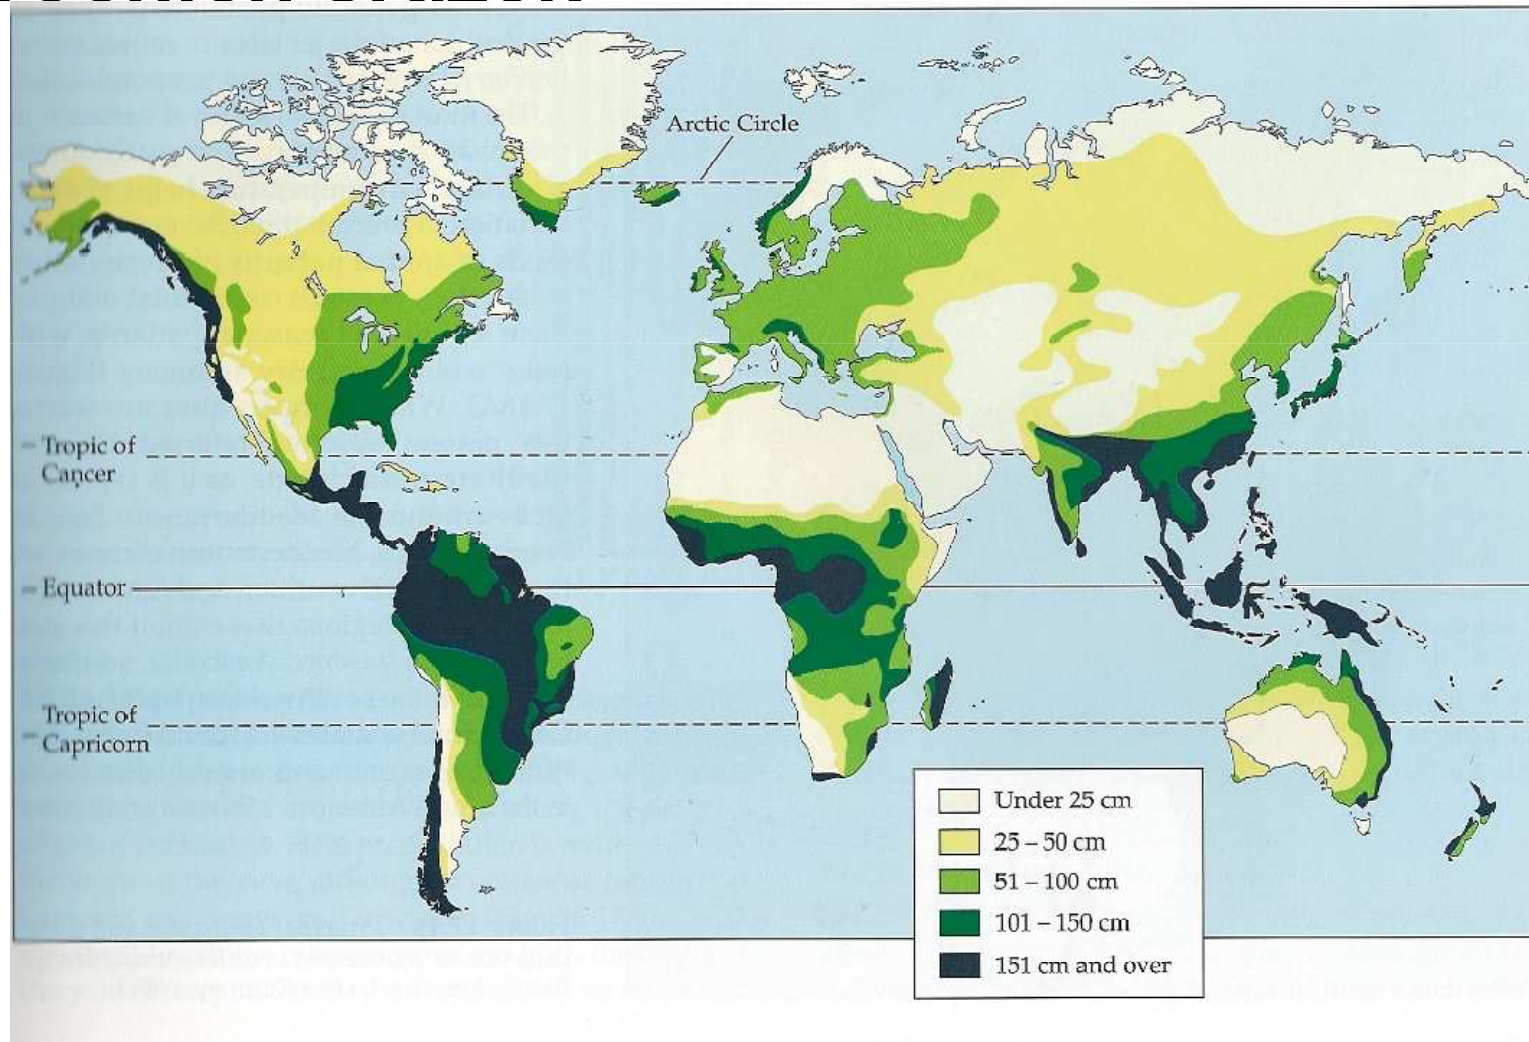 Arctic Circle
Tropic of
Cancer
Equator
Tropic of
Capricorn
Under 25 cm
25 – 50 cm
51 – 100 cm
101 – 150 cm
151 cm and over